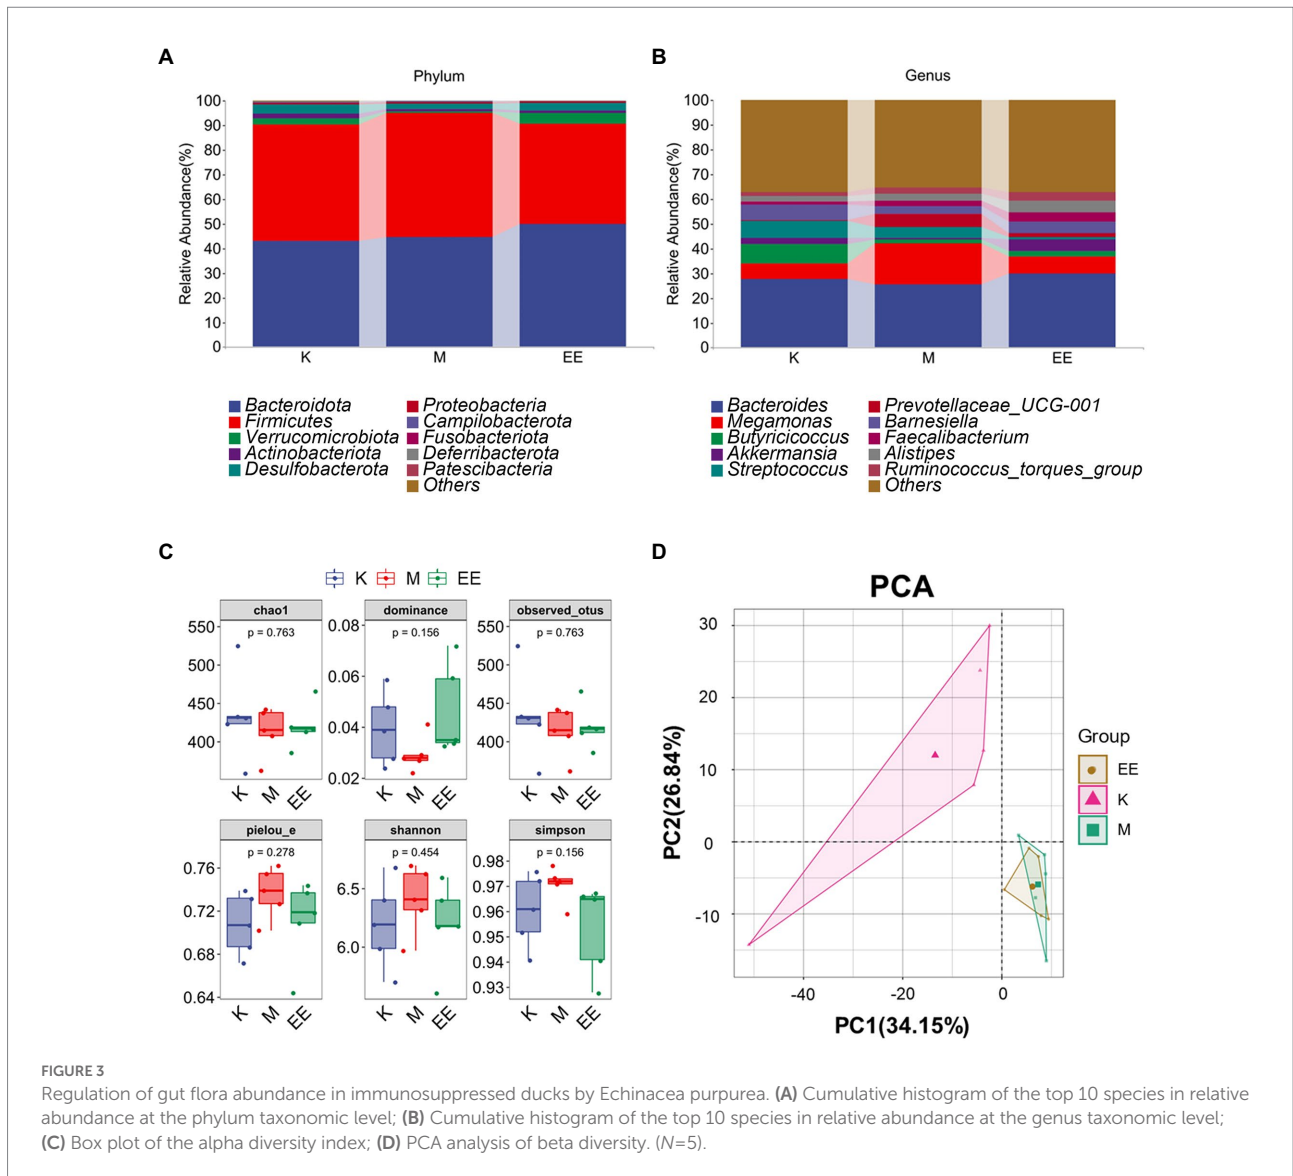 A
Phylum
Relative Abundance(%)
100
90
80
70
60
50
40
30
20
10
0
K
M
EE
Bacteroidota
Firmicutes
Verrucomicrobiota
Actinobacteriota
Desulfobacterota
Proteobacteria
Campilobacterota
Fusobacteriota
Deferribacterota
Patescibacteria
Others
B
Genus
Relative Abundance(%)
100
90
80
70
60
50
40
30
20
10
0
K
M
EE
Bacteroides
Megamonas
Butyricicoccus
Akkermansia
Streptococcus
Prevotellaceae_UCG-001
Barnesiella
Faecalibacterium
Alistipes
Ruminococcus_torques_group
Others
C
K M EE
chao1
p = 0.763
550
500
450
400
K M EE
dominance
p = 0.156
0.08
0.06
0.04
0.02
K M EE
observed_otus
p = 0.763
550
500
450
400
K M EE
pielou_e
p = 0.278
0.76
0.72
0.68
0.64
K M EE
shannon
p = 0.454
6.5
6.0
K M EE
simpson
p = 0.156
0.98
0.97
0.96
0.95
0.94
0.93
K M EE
D
PCA
PC2(26.84%)
30
20
10
0
-10
-40
-20
0
PC1(34.15%)
Group
EE
K
M
FIGURE 3
Regulation of gut flora abundance in immunosuppressed ducks by Echinacea purpurea. (A) Cumulative histogram of the top 10 species in relative
abundance at the phylum taxonomic level; (B) Cumulative histogram of the top 10 species in relative abundance at the genus taxonomic level;
(C) Box plot of the alpha diversity index; (D) PCA analysis of beta diversity. (N=5).